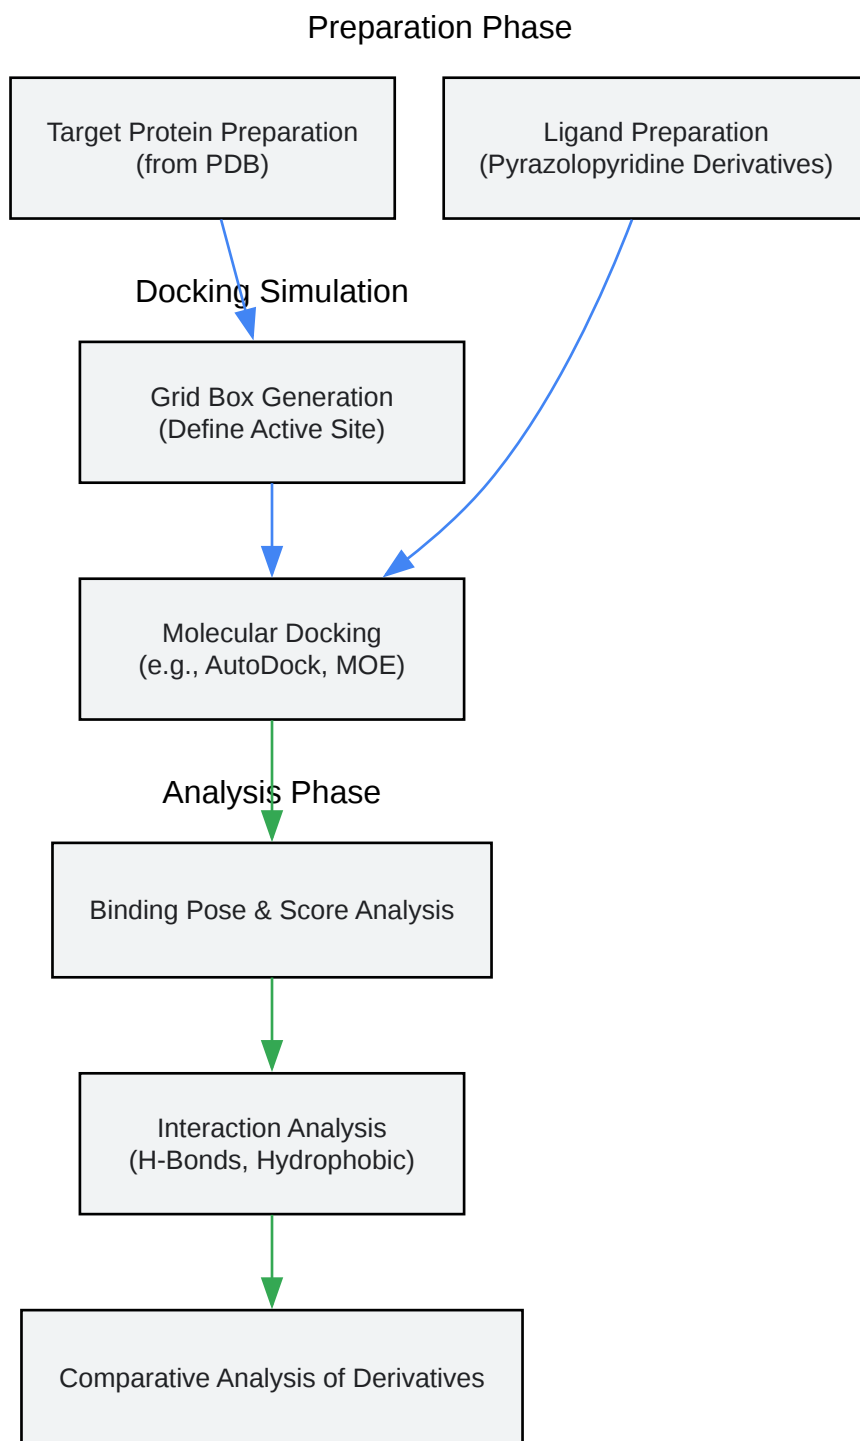 Preparation Phase
Target Protein Preparation
(from PDB)
Ligand Preparation
(Pyrazolopyridine Derivatives)
Docking Simulation
Grid Box Generation
(Define Active Site)
Molecular Docking
(e.g., AutoDock, MOE)
Analysis Phase
Binding Pose & Score Analysis
Interaction Analysis
(H-Bonds, Hydrophobic)
Comparative Analysis of Derivatives